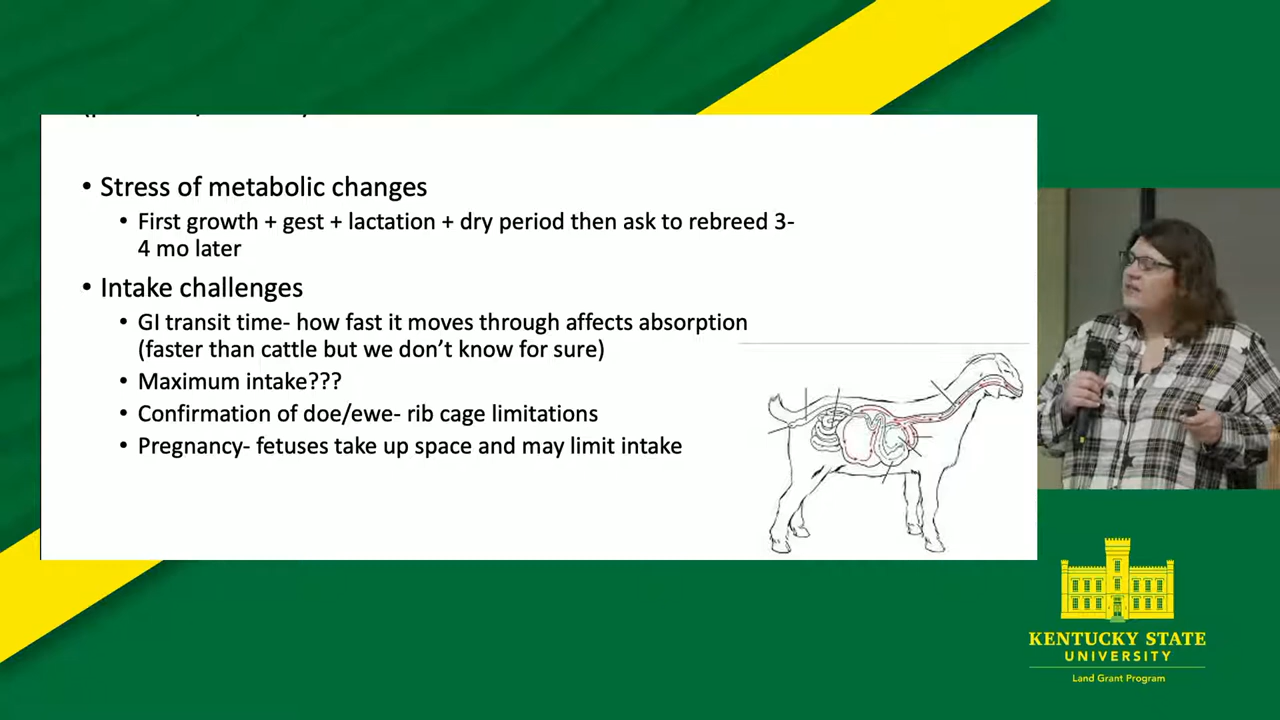 • Stress of metabolic changes
• First growth + gest + lactation + dry period then ask to rebreed 3-
4 mo later
• Intake challenges
• GI transit time- how fast it moves through affects absorption
(faster than cattle but we don’t know for sure)
• Maximum intake???
• Confirmation of doe/ewe- rib cage limitations
• Pregnancy- fetuses take up space and may limit intake
KENTUCKY STATE
UNIVERSITY
Land Grant Program